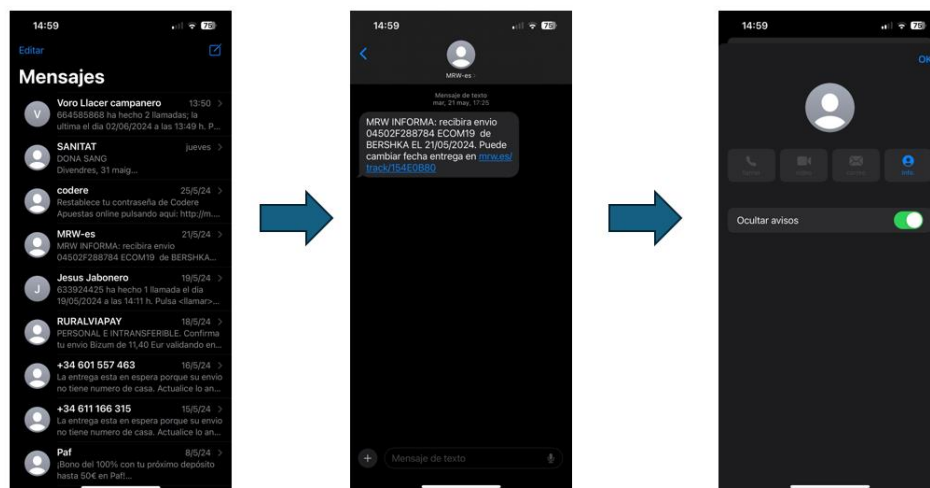 14:59
75
Editar
Mensajes
V
Voro Llacer campanero 13:50
664585868 ha hecho 2 llamadas; la
ultima el dia 02/06/2024 a las 13:49 h. P...
SANITAT jueves
DONA SANG
Divendres, 31 maig...
codere 25/5/24
Restablece tu contraseña de Codere
Apuestas online pulsando aqui: http://m....
MRW-es 21/5/24
MRW INFORMA: recibira envio
04502F288784 ECOM19 de BERSHKA...
J
Jesus Jabonero 19/5/24
633924425 ha hecho 1 llamada el dia
19/05/2024 a las 14:11 h. Pulsa <llamar>...
RURALVIAPAY 18/5/24
PERSONAL E INTRANSFERIBLE. Confirma
tu envio Bizum de 11,40 Eur validando en...
+34 601 557 463 16/5/24
La entrega esta en espera porque su envio
no tiene numero de casa. Actualice lo an...
+34 611 166 315 15/5/24
La entrega esta en espera porque su envio
no tiene numero de casa. Actualice lo an...
Paf 8/5/24
¡Bono del 100% con tu próximo depósito
hasta 50€ en Paf!...
14:59
75
MRW-es
Mensaje de texto
mar, 21 may, 17:25
MRW INFORMA: recibira envio
04502F288784 ECOM19 de
BERSHKA EL 21/05/2024. Puede
cambiar fecha entrega en mrw.es/
track/154E0B80
Mensaje de texto
14:59
75
OK
info
Ocultar avisos